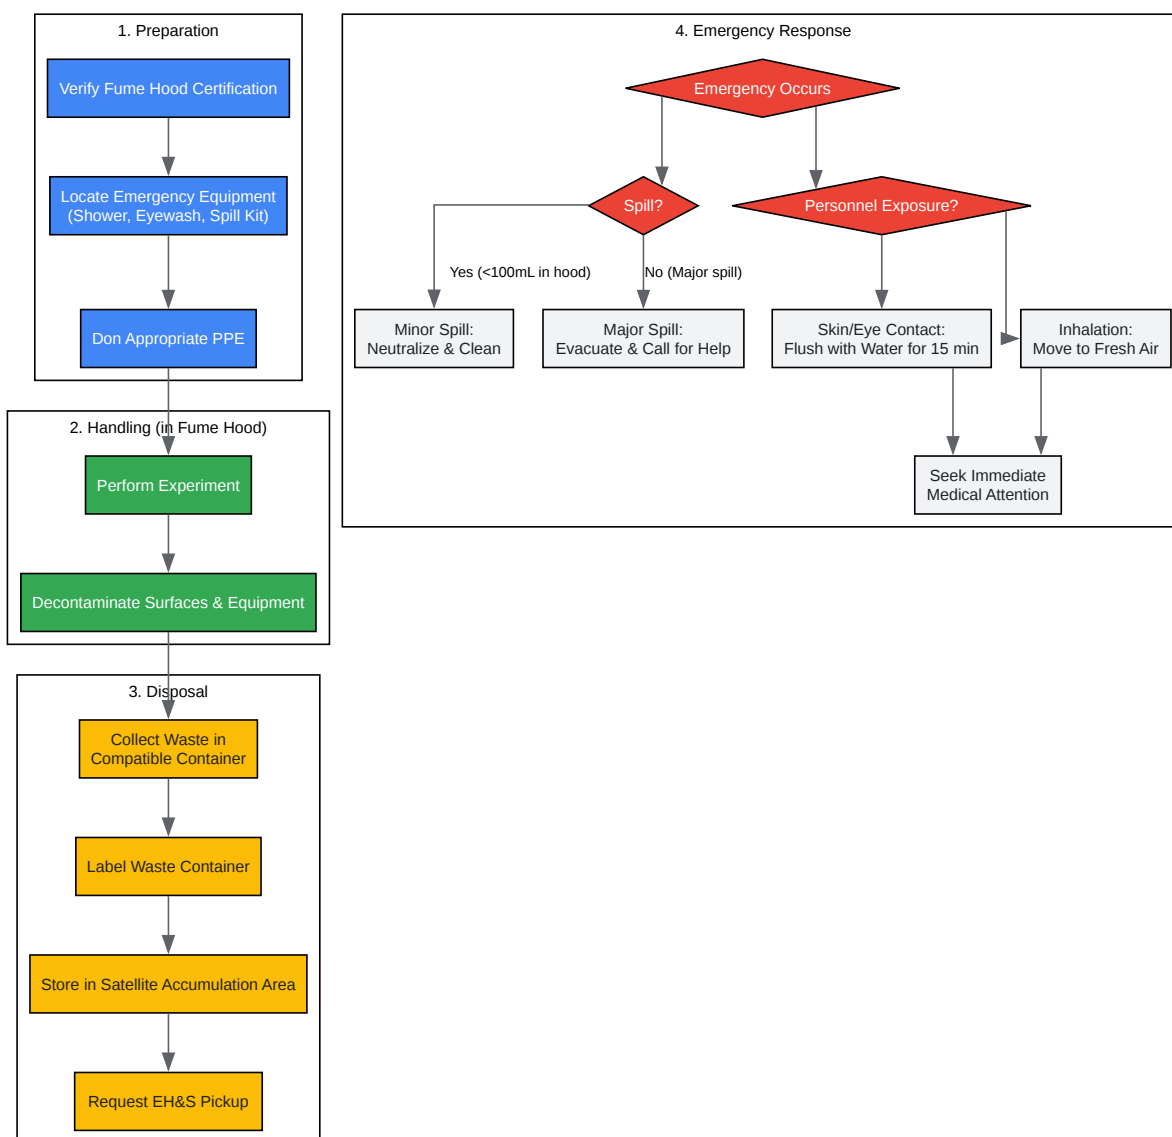 1. Preparation
Verify Fume Hood Certification
Locate Emergency Equipment
(Shower, Eyewash, Spill Kit)
Don Appropriate PPE
2. Handling (in Fume Hood)
Perform Experiment
Decontaminate Surfaces & Equipment
3. Disposal
Collect Waste in
Compatible Container
Label Waste Container
Store in Satellite Accumulation Area
Request EH&S Pickup
4. Emergency Response
Emergency Occurs
Spill?
Personnel Exposure?
Yes (<100mL in hood)
No (Major spill)
Minor Spill:
Neutralize & Clean
Major Spill:
Evacuate & Call for Help
Skin/Eye Contact:
Flush with Water for 15 min
Inhalation:
Move to Fresh Air
Seek Immediate
Medical Attention